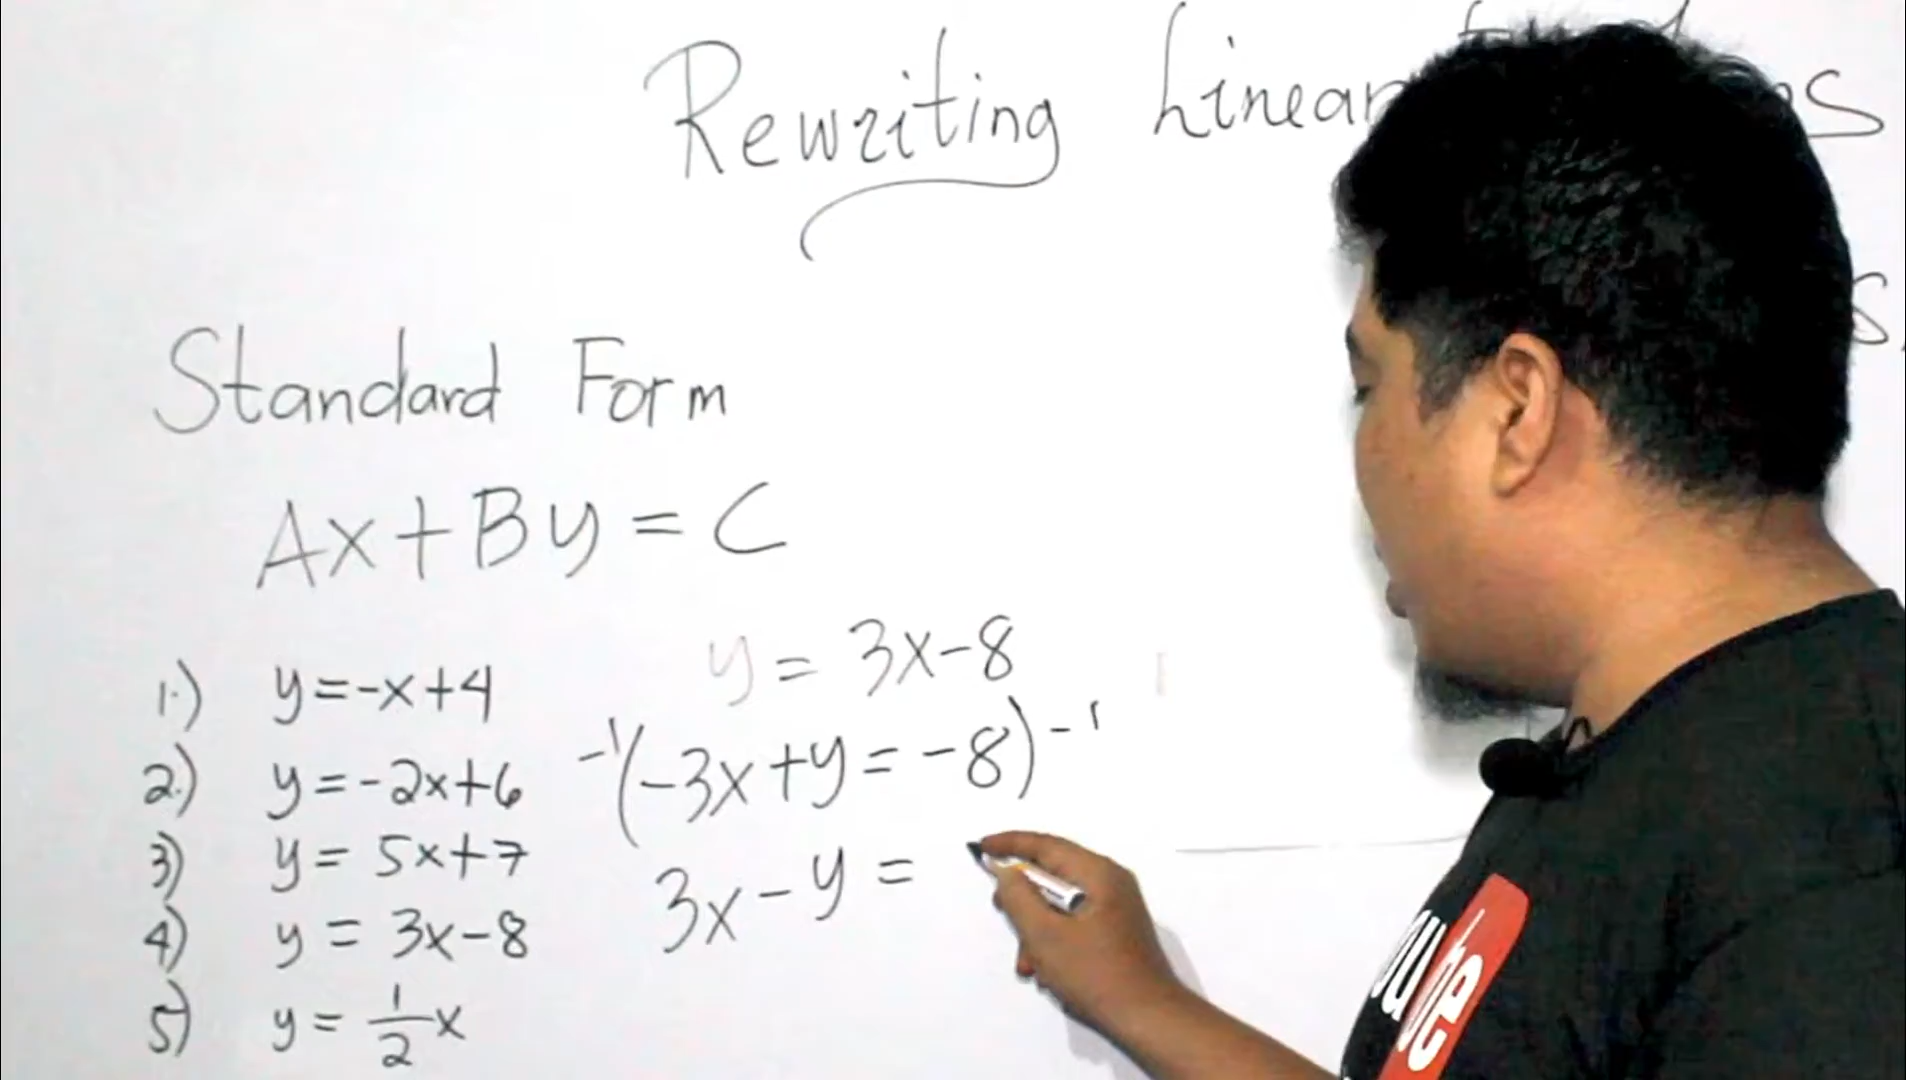 Rewriting Linear
Standard Form
Ax+By=C
1.) y=-x+4
2.) y=-2x+6
3) y=5x+7
4) y=3x-8
5) y=1/2x
y=3x-8
-1(-3x+y=-8)-1
3x-y=